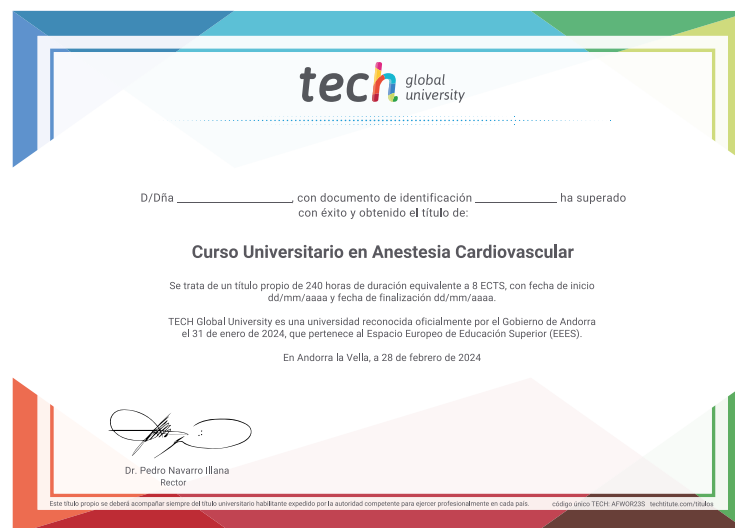 tech global university
D/Dña ____________, con documento de identificación ____________ ha superado
con éxito y obtenido el título de:
Curso Universitario en Anestesia Cardiovascular
Se trata de un título propio de 240 horas de duración equivalente a 8 ECTS, con fecha de inicio
dd/mm/aaaa y fecha de finalización dd/mm/aaaa.
TECH Global University es una universidad reconocida oficialmente por el Gobierno de Andorra
el 31 de enero de 2024, que pertenece al Espacio Europeo de Educación Superior (EEES).
En Andorra la Vella, a 28 de febrero de 2024
Dr. Pedro Navarro Illana
Rector
Este título propio se deberá acompañar siempre del título universitario habilitante expedido por la autoridad competente para ejercer profesionalmente en cada país. código único TECH: AFWOR23S techtitute.com/titulos